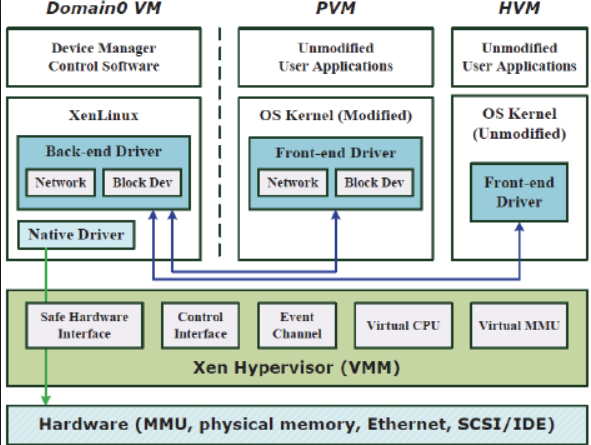 Domain0 VM
PVM
HVM
Device Manager
Control Software
Unmodified
User Applications
Unmodified
User Applications
XenLinux
Back-end Driver
Network
Block Dev
Native Driver
OS Kernel (Modified)
Front-end Driver
Network
Block Dev
OS Kernel
(Unmodified)
Front-end
Driver
Safe Hardware
Interface
Control
Interface
Event
Channel
Virtual CPU
Virtual MMU
Xen Hypervisor (VMM)
Hardware (MMU, physical memory, Ethernet, SCSI/IDE)